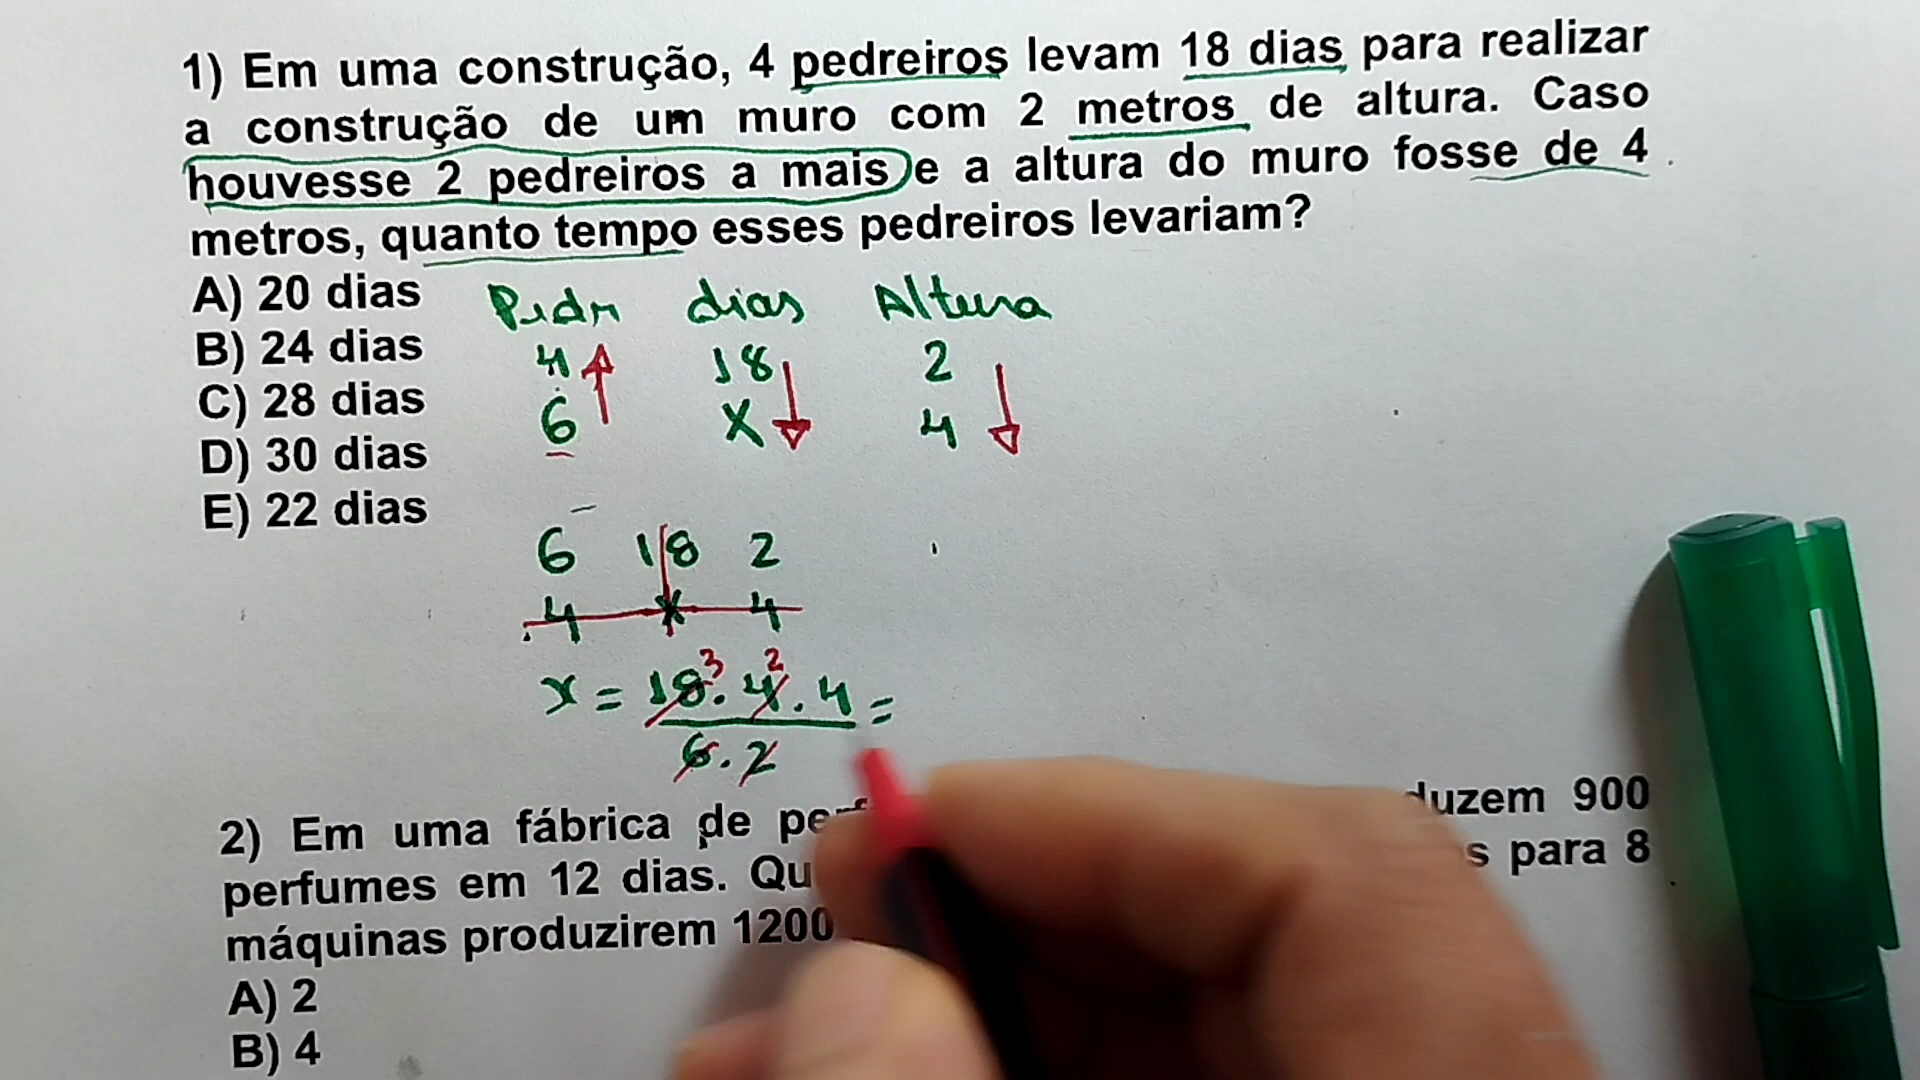 1) Em uma construção, 4 pedreiros levam 18 dias para realizar
a construção de um muro com 2 metros de altura. Caso
houvesse 2 pedreiros a mais e a altura do muro fosse de 4
metros, quanto tempo esses pedreiros levariam?
A) 20 dias
B) 24 dias
C) 28 dias
D) 30 dias
E) 22 dias
Pedr dias Altura
4 18 2
6 X 4
6 18 2
4 x 4
x = 18³. 4². 4 =
6. 2
2) Em uma fábrica de duzem 900
perfumes em 12 dias. para 8
máquinas produzirem 1200
A) 2
B) 4